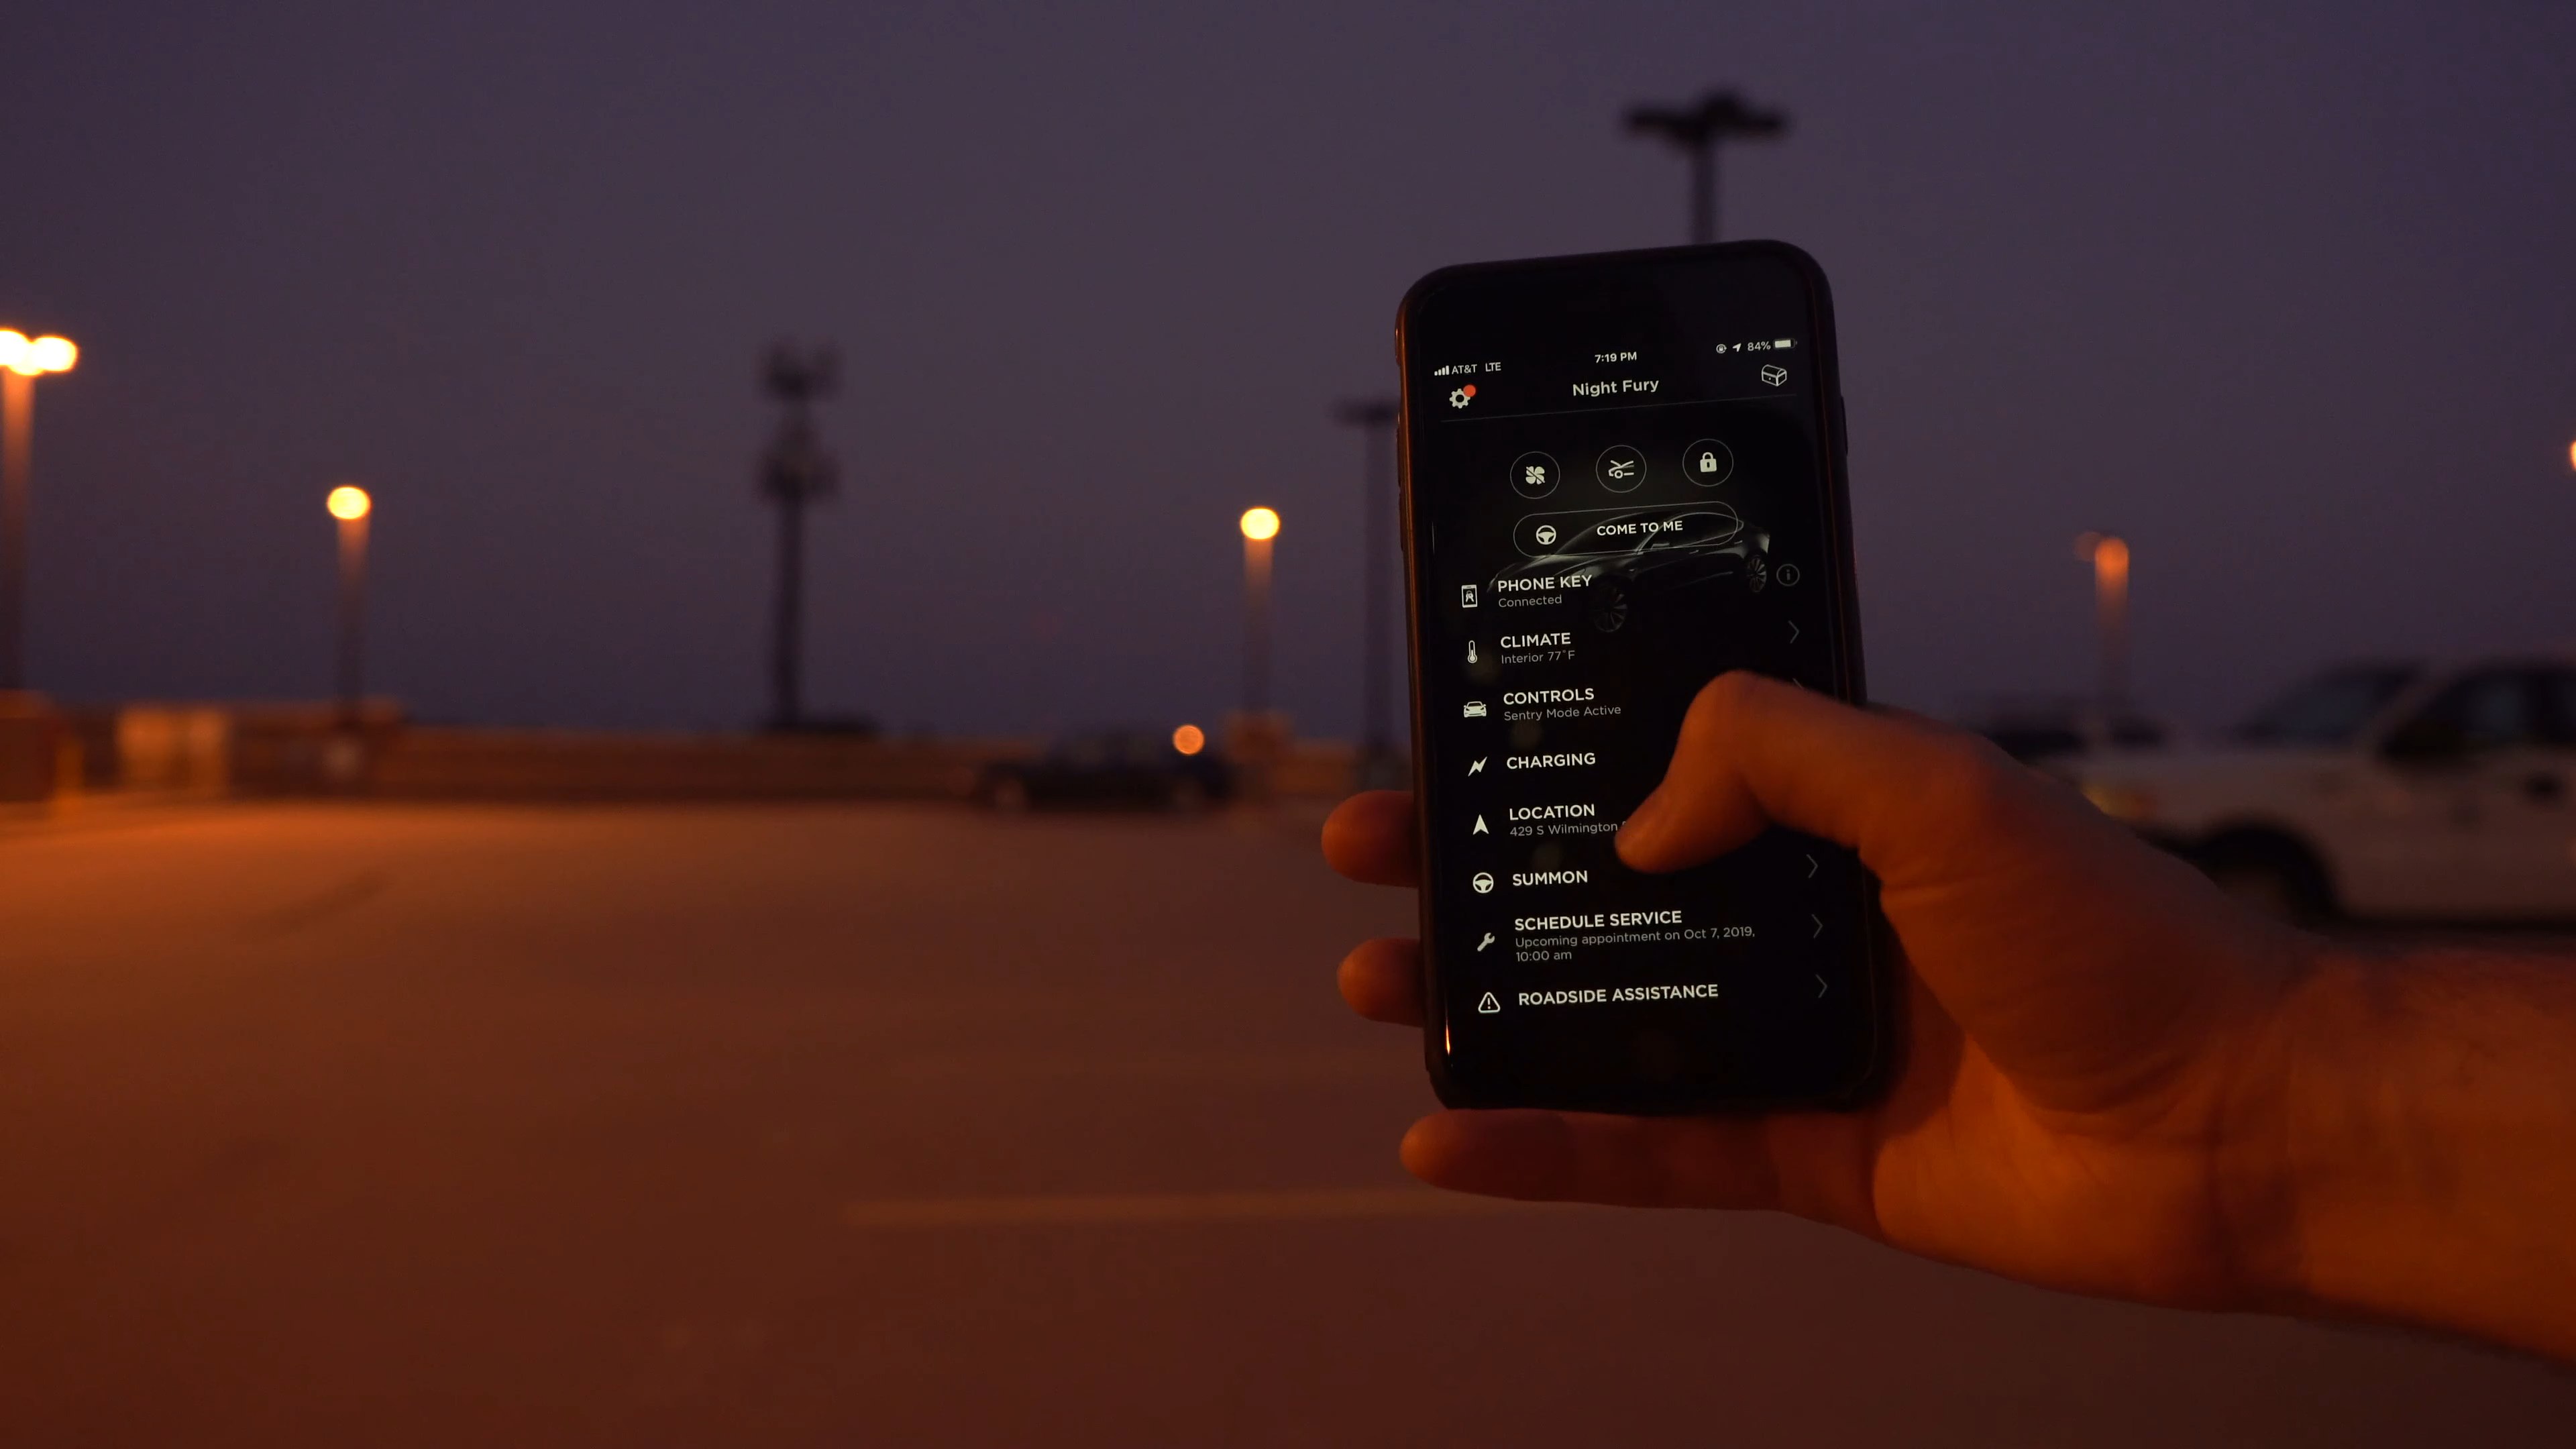 AT&T LTE 7:19 PM 84%
Night Fury
COME TO ME
PHONE KEY
Connected
CLIMATE
Interior 77°F
CONTROLS
Sentry Mode Active
CHARGING
LOCATION
429 S Wilmington
SUMMON
SCHEDULE SERVICE
Upcoming appointment on Oct 7, 2019,
10:00 am
ROADSIDE ASSISTANCE